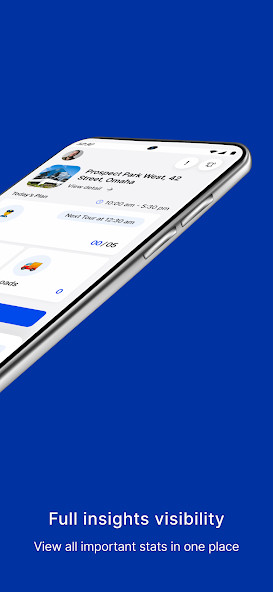 Prospect Park West, 42
Street, Omaha
View detail
Today's Plan
10:00 am - 5:30 pm
Next Tour at 12:30 am
00/05
oads
0
Full insights visibility
View all important stats in one place